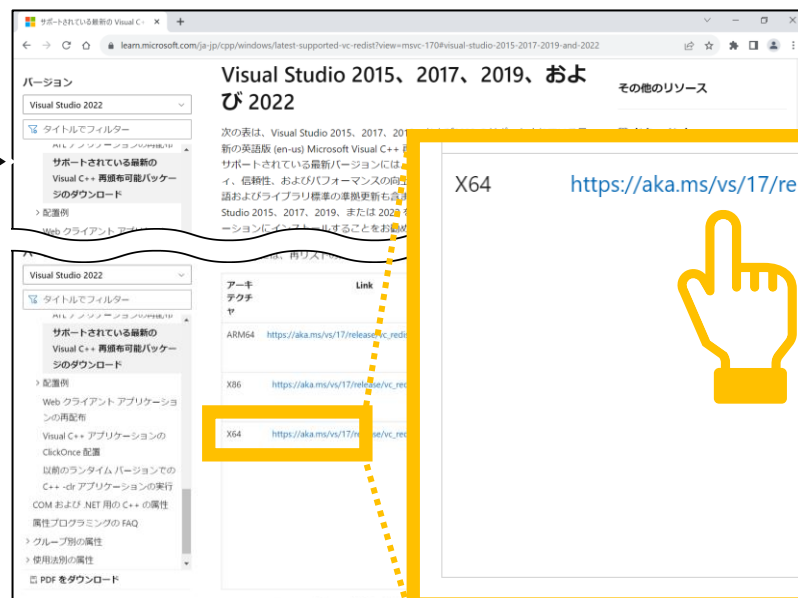 サポートされている最新の Visual C-
learn.microsoft.com/ja-jp/cpp/windows/latest-supported-vc-redist?view=msvc-170#visual-studio-2015-2017-2019-and-2022
バージョン
Visual Studio 2022
タイトルでフィルター
サポートされている最新の
Visual C++ 再頒布可能パッケー
ジのダウンロード
> 配置例
Web クライアント
Visual Studio 2015、2017、2019、およ
び 2022
次の表は、Visual Studio 2015、2017、201
新の英語版 (en-us) Microsoft Visual C++
サポートされている最新バージョンには、
ィ、信頼性、およびパフォーマンスの向上
語およびライブラリ標準の準拠更新も含ま
Studio 2015、2017、2019、または 2022 を
ーションにインストールすることをお勧め
その他のリソース
Visual Studio 2022
タイトルでフィルター
サポートされている最新の
Visual C++ 再頒布可能パッケー
ジのダウンロード
> 配置例
Web クライアント アプリケーショ
ンの再配布
Visual C++ アプリケーションの
ClickOnce 配置
以前のランタイム バージョンでの
C++ -clr アプリケーションの実行
COM および .NET 用の C++ の属性
属性プログラミングの FAQ
> グループ別の属性
> 使用法別の属性
PDF をダウンロード
アーキ
テクチ
ャ
Link
ARM64 https://aka.ms/vs/17/release/vc_redis
X86 https://aka.ms/vs/17/release/vc_red
X64 https://aka.ms/vs/17/release/vc_red
X64 https://aka.ms/vs/17/re